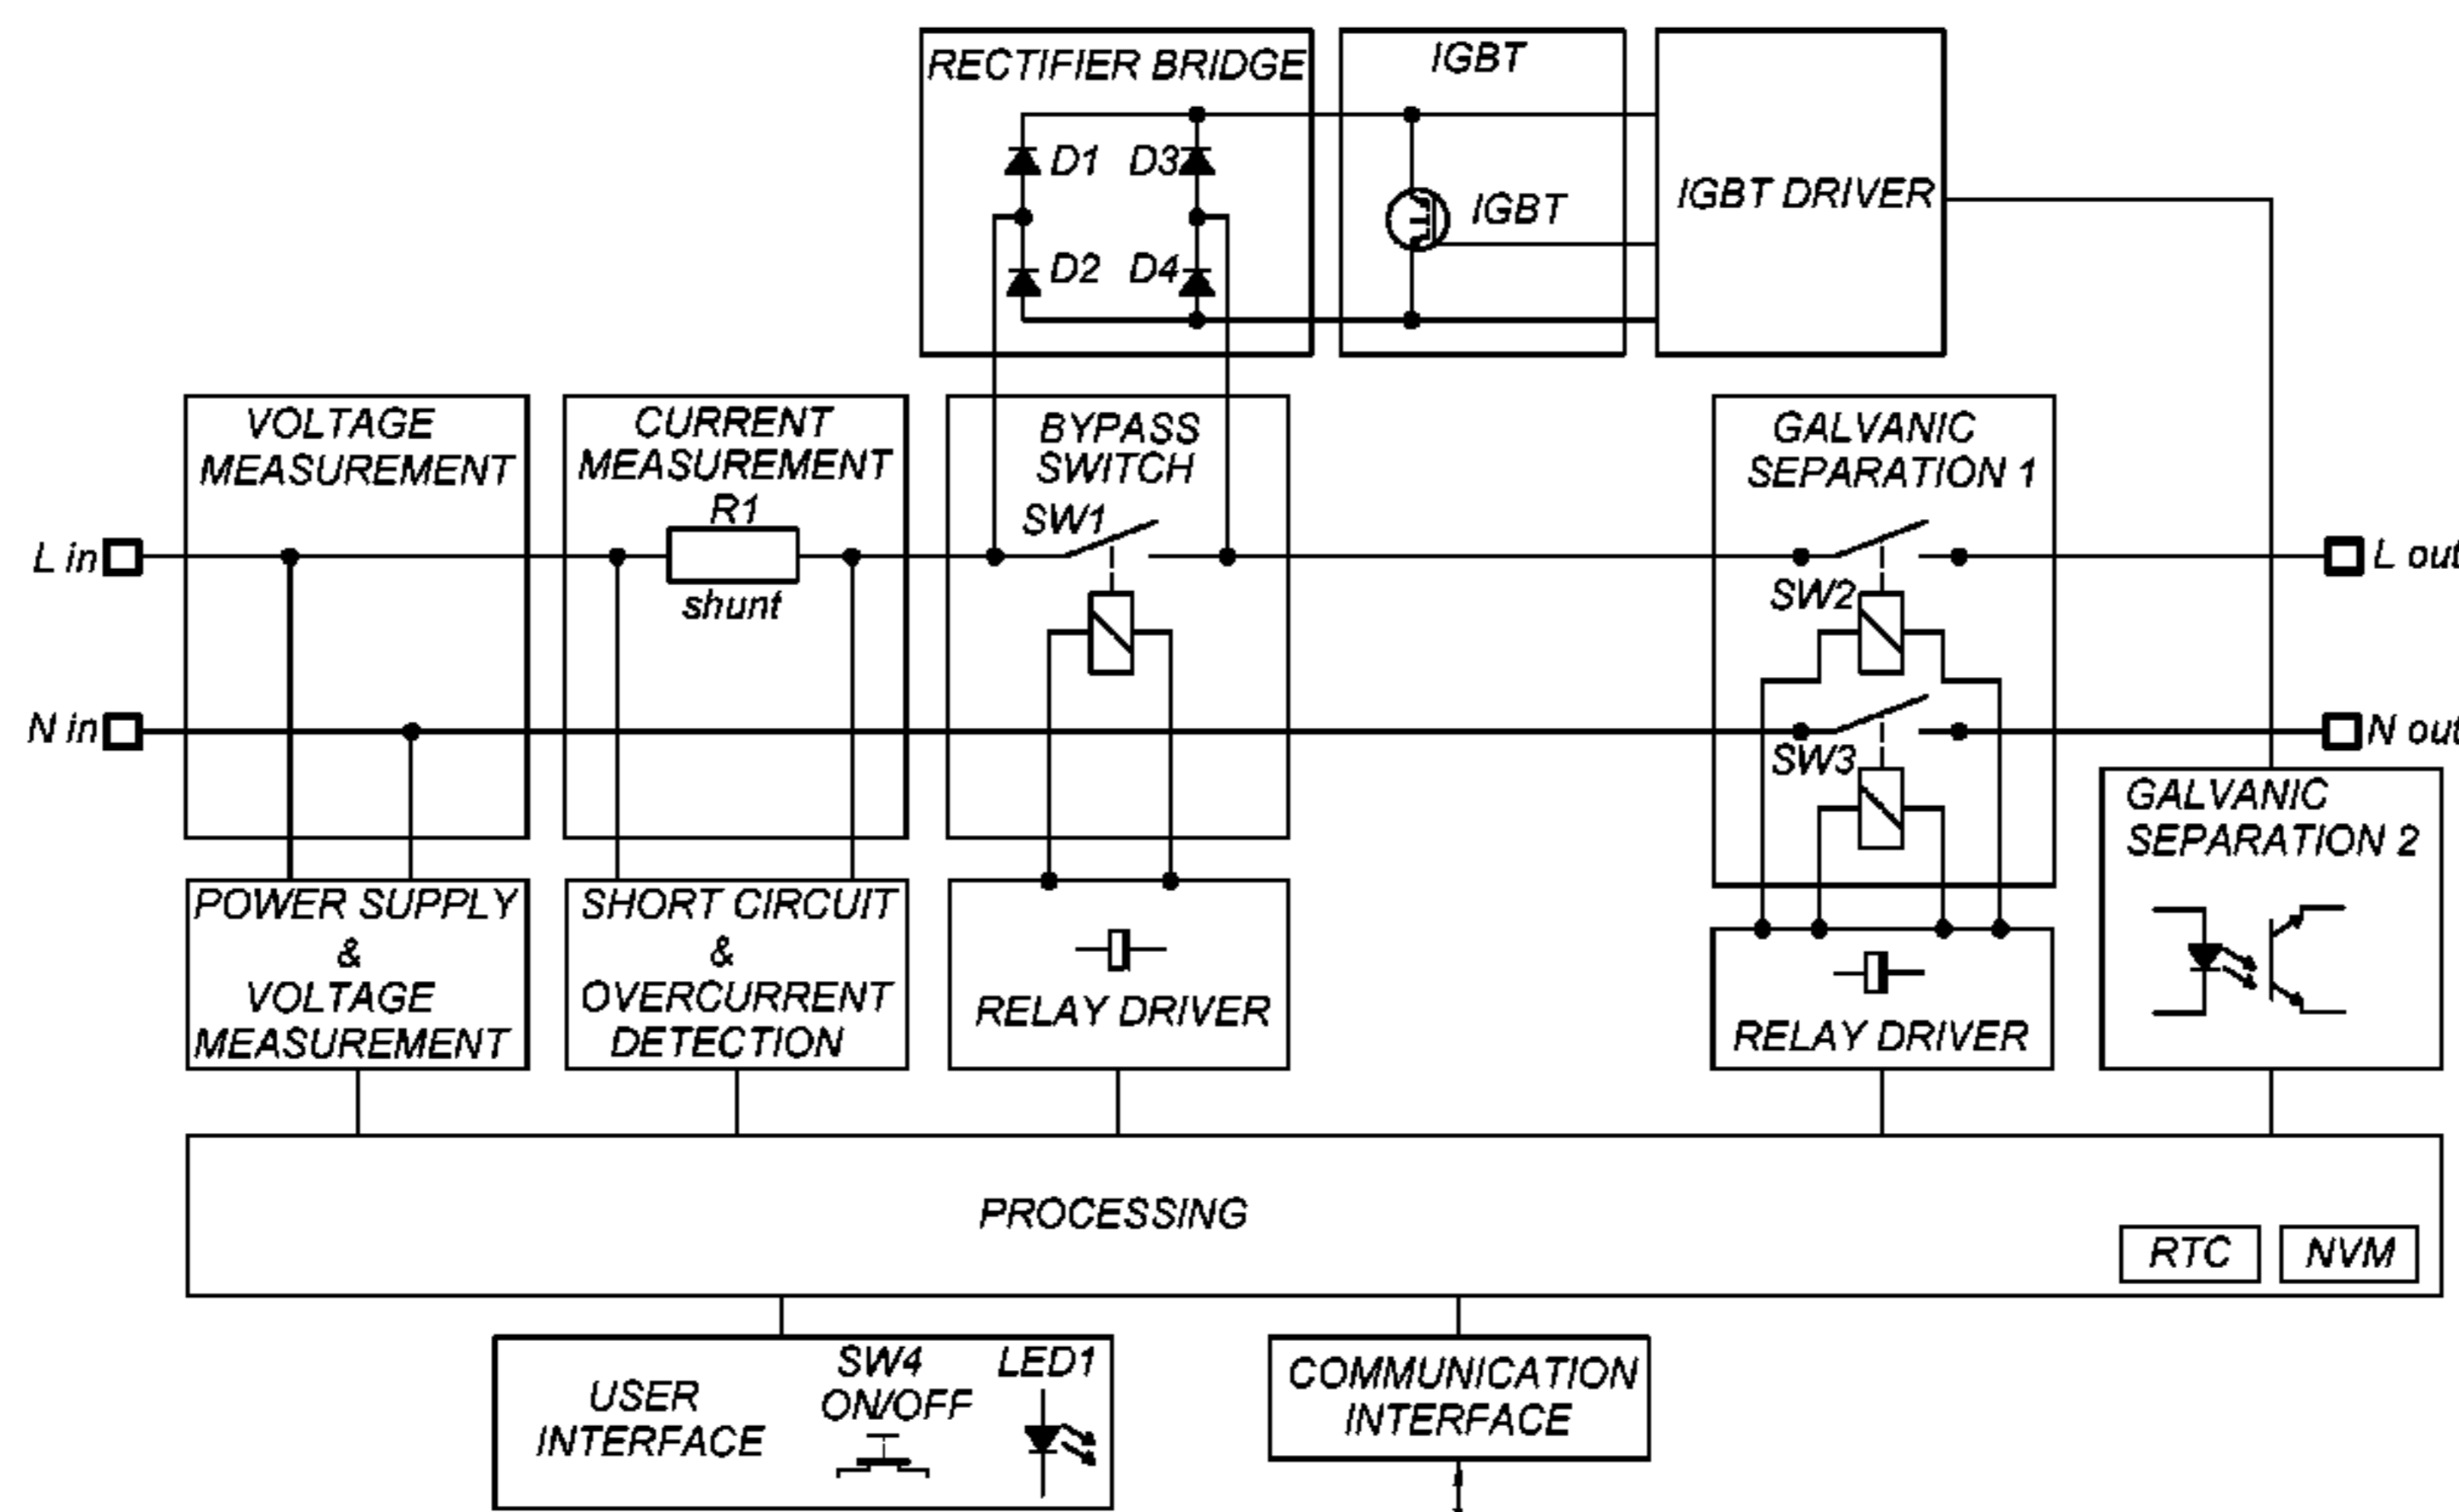 RECTIFIER BRIDGE
D1
D3
D2
D4
IGBT
IGBT
IGBT DRIVER
VOLTAGE
MEASUREMENT
CURRENT
MEASUREMENT
R1
shunt
BYPASS
SWITCH
SW1
GALVANIC
SEPARATION 1
SW2
SW3
L in
L out
N in
N out
GALVANIC
SEPARATION 2
POWER SUPPLY
&
VOLTAGE
MEASUREMENT
SHORT CIRCUIT
&
OVERCURRENT
DETECTION
RELAY DRIVER
RELAY DRIVER
PROCESSING
RTC
NVM
USER
INTERFACE
SW4
ON/OFF
LED1
COMMUNICATION
INTERFACE